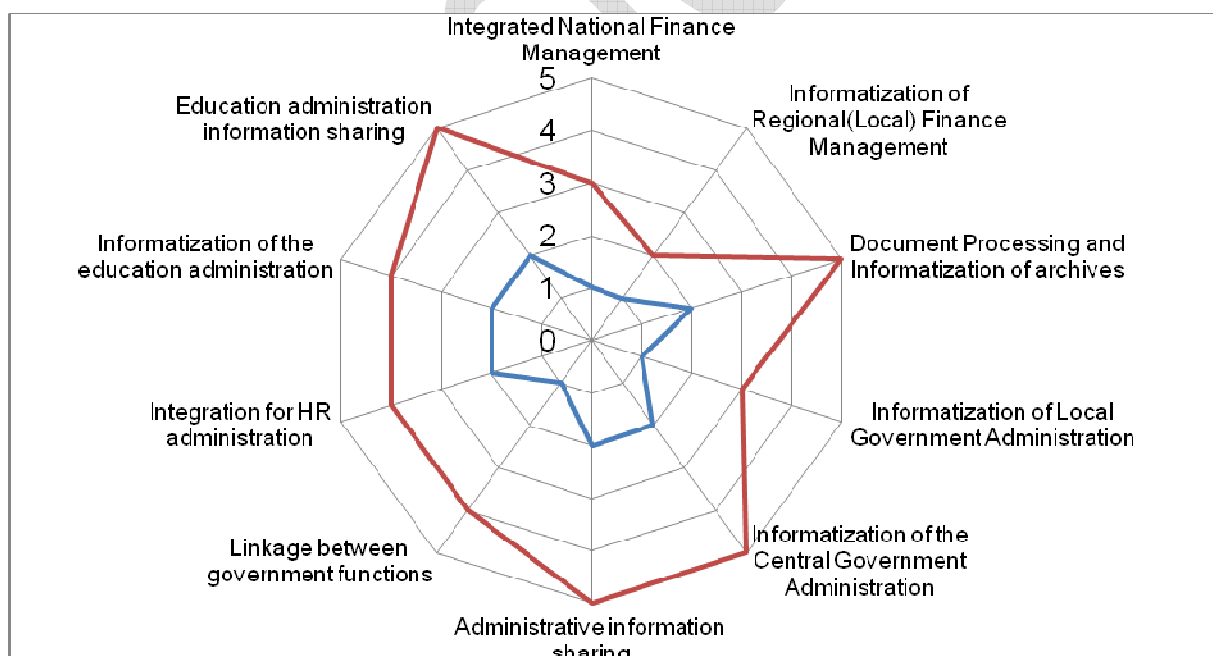 Integrated National Finance
Management
5
4
3
2
1
0
Informatization of
Regional(Local) Finance
Management
Document Processing and
Informatization of archives
Informatization of Local
Government Administration
Informatization of the
Central Government
Administration
Administrative information
sharing
Linkage between
government functions
Integration for HR
administration
Informatization of the
education administration
Education administration
information sharing